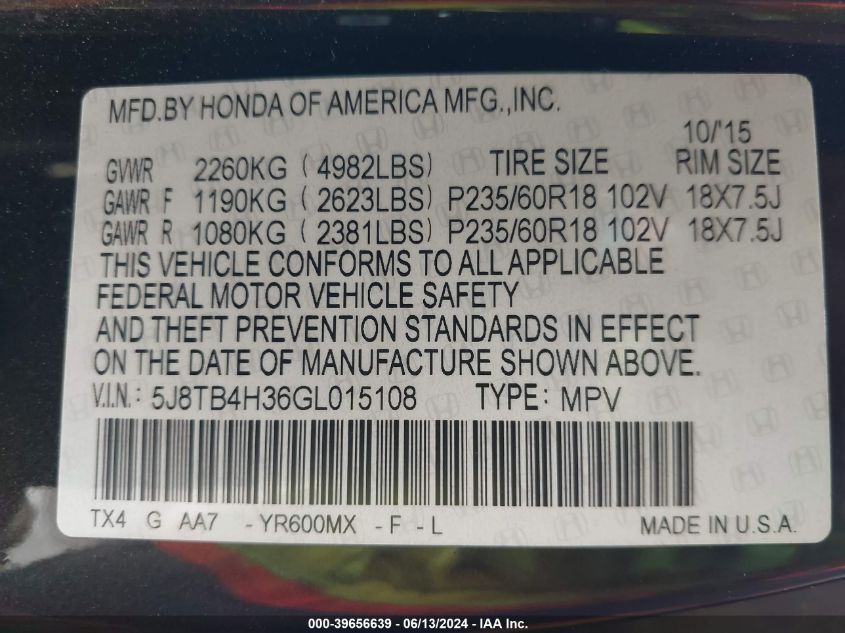 MFD.BY HONDA OF AMERICA MFG.,INC.
10/'15
GVWR 2260KG (4982LBS) TIRE SIZE RIM SIZE
GAWR F 1190KG (2623LBS) P235/60R18 102V 18X7.5J
GAWR R 1080KG (2381LBS) P235/60R18 102V 18X7.5J
THIS VEHICLE CONFORMS TO ALL APPLICABLE
FEDERAL MOTOR VEHICLE SAFETY
AND THEFT PREVENTION STANDARDS IN EFFECT
ON THE DATE OF MANUFACTURE SHOWN ABOVE.
V.I.N.: 5J8TB4H36GL015108 TYPE: MPV
TX4 G AA7 -YR600MX -F -L MADE IN U.S.A.
000-39656639 - 06/13/2024 - IAA Inc.